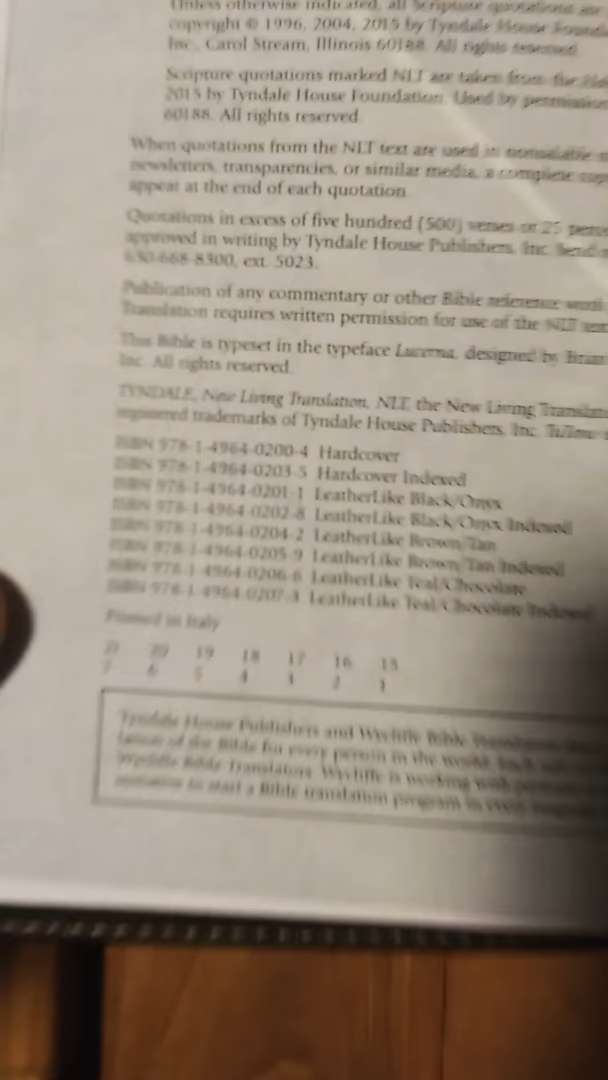 Unless otherwise indicated, all Scripture quotations are
copyright © 1996, 2004, 2015 by Tyndale House
Inc., Carol Stream, Illinois 60188. All rights reserved.
Scripture quotations marked NLT are taken from the
2015 by Tyndale House Foundation. Used by permission
60188. All rights reserved.
When quotations from the NLT text are used in nonsalable
newsletters, transparencies, or similar media, a complete
appear at the end of each quotation.
Quotations in excess of five hundred (500) verses or 25
approved in writing by Tyndale House Publishers, Inc. Send
630-668-8300, ext. 5023.
Publication of any commentary or other Bible reference
Translation requires written permission for use of the NLT text
This Bible is typeset in the typeface Lucerna, designed by Brian
Inc. All rights reserved.
TYNDALE, New Living Translation, NLT, the New Living
registered trademarks of Tyndale House Publishers, Inc.
ISBN 978-1-4964-0200-4 Hardcover
ISBN 978-1-4964-0203-5 Hardcover Indexed
ISBN 978-1-4964-0201-1 LeatherLike Black/Onyx
ISBN 978-1-4964-0202-8 LeatherLike Black/Onyx Indexed
ISBN 978-1-4964-0204-2 LeatherLike Brown/Tan
ISBN 978-1-4964-0205-9 LeatherLike Brown/Tan Indexed
ISBN 978-1-4964-0206-6 LeatherLike Teal/Chocolate
ISBN 978-1-4964-0207-3 LeatherLike Teal/Chocolate Indexed
Printed in Italy
21 20 19 18 17 16 15
7 6 5 4 3 2 1
Tyndale House Publishers and Wycliffe Bible
of the Bible for every person in the world.
Wycliffe Bible Translators. Wycliffe is working with
to start a Bible translation program in every